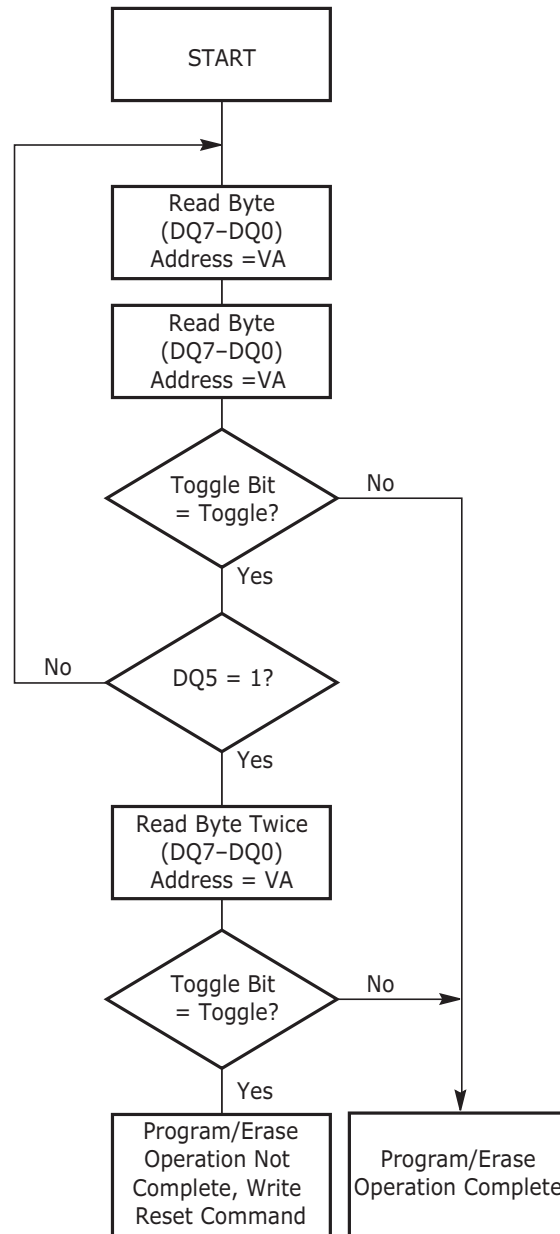 START
Read Byte
(DQ7–DQ0)
Address =VA
Read Byte
(DQ7–DQ0)
Address =VA
Toggle Bit
= Toggle?
No
Yes
No
DQ5 = 1?
Yes
Read Byte Twice
(DQ7–DQ0)
Address = VA
Toggle Bit
= Toggle?
No
Yes
Program/Erase
Operation Not
Complete, Write
Reset Command
Program/Erase
Operation Complete